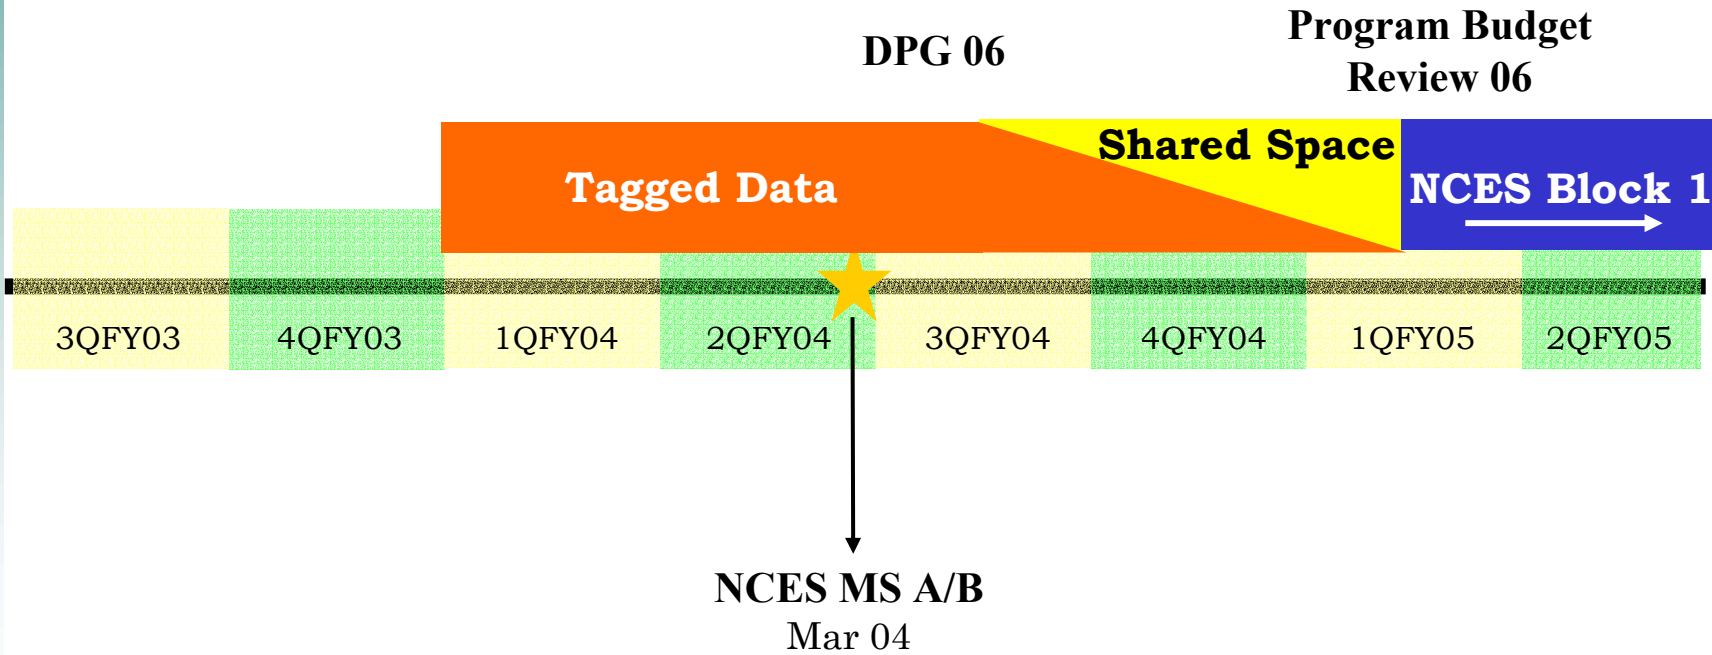 DPG 06
Program Budget
Review 06
Tagged Data
Shared Space
NCES Block 1
3QFY03
4QFY03
1QFY04
2QFY04
3QFY04
4QFY04
1QFY05
2QFY05
NCES MS A/B
Mar 04